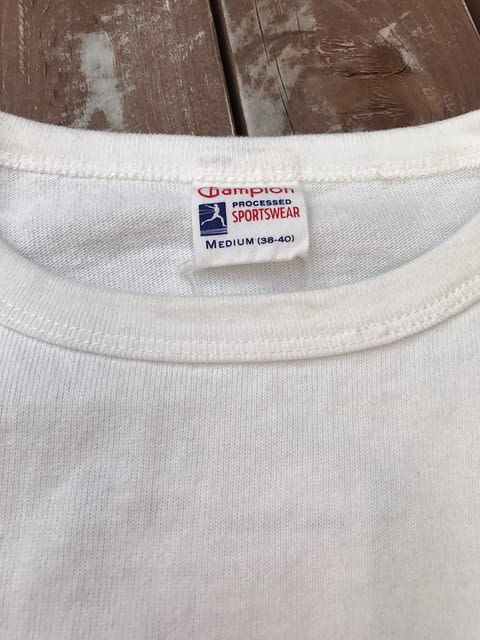 Champion
PROCESSED
SPORTSWEAR
MEDIUM (38-40)